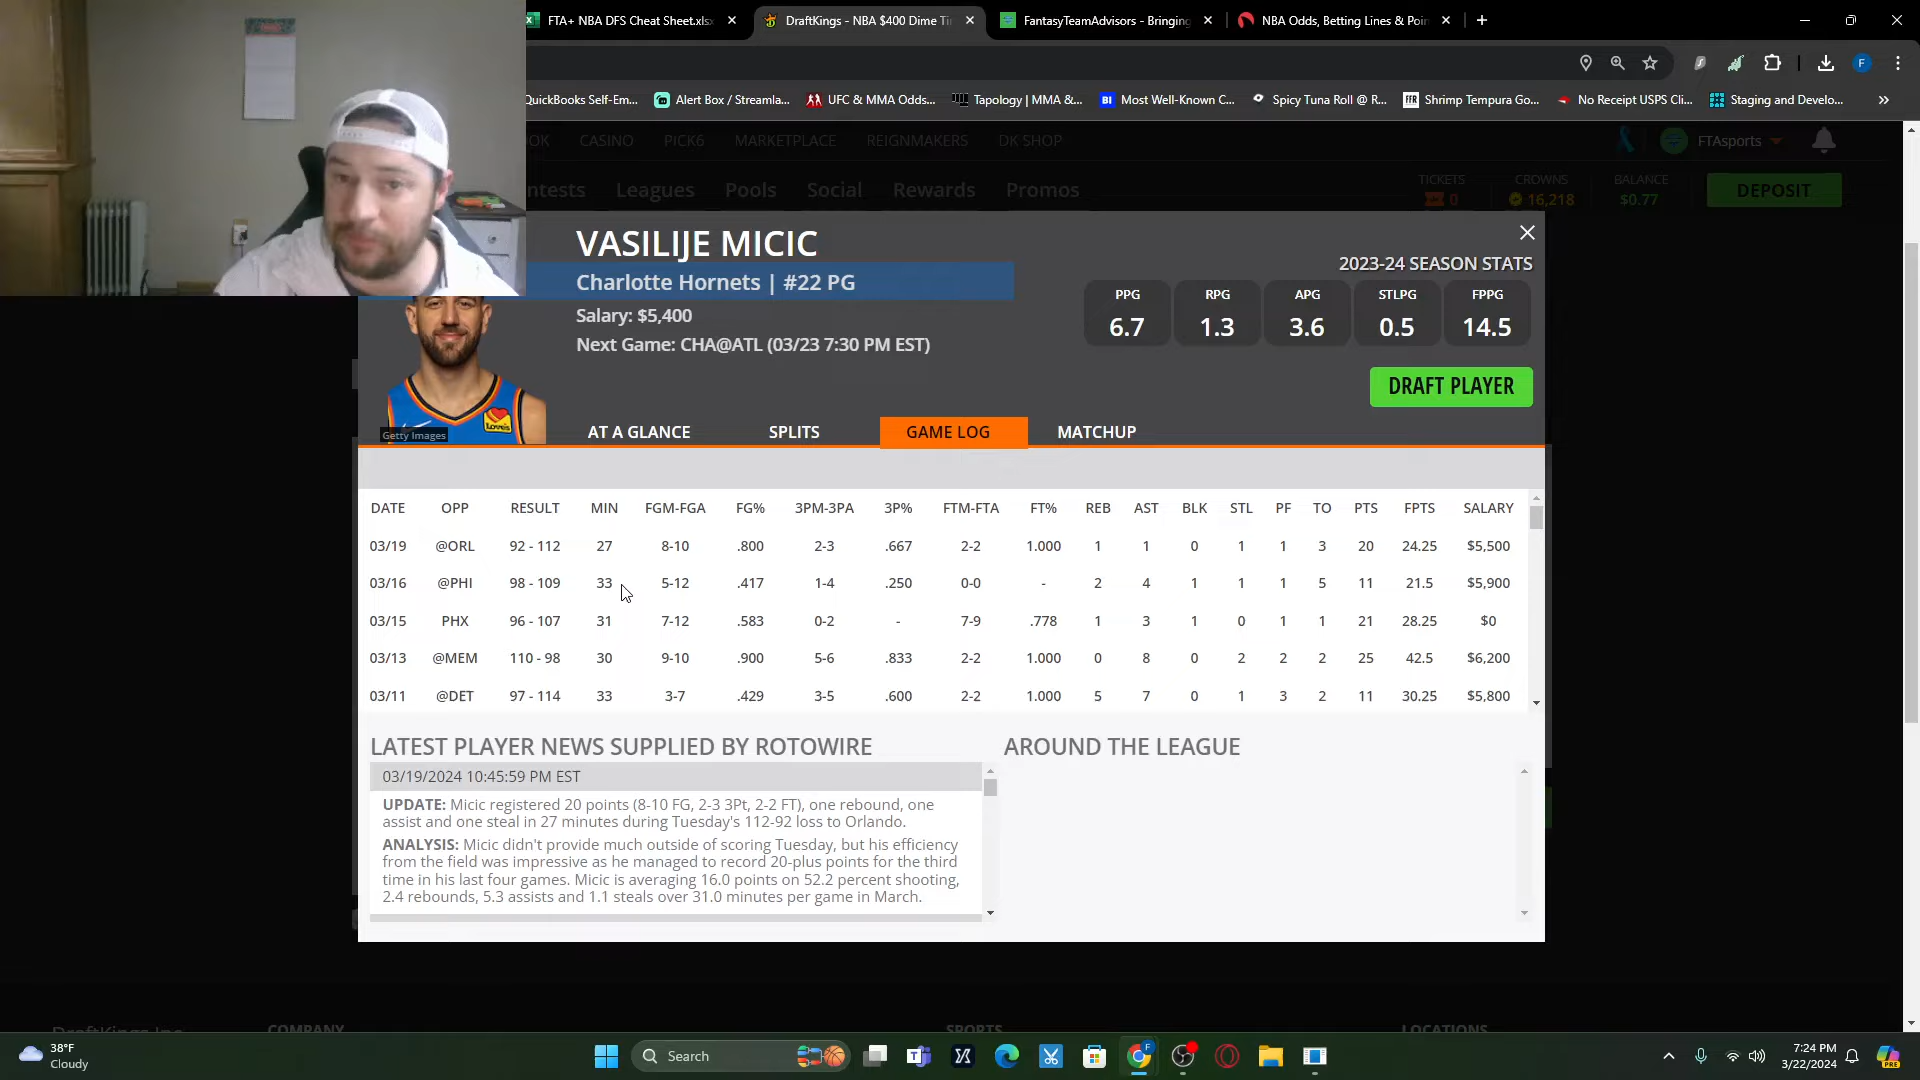 FTA+ NBA DFS Cheat Sheet.xls
DraftKings - NBA $400 Dime Ti
FantasyTeamAdvisors - Bringing
NBA Odds, Betting Lines & Poi
QuickBooks Self-Em...
Alert Box / Streamla...
UFC & MMA Odds...
Tapology | MMA &...
Most Well-Known C...
Spicy Tuna Roll @ R...
Shrimp Tempura Go...
No Receipt USPS Cli...
Staging and Develo...
OK CASINO PICK6 MARKETPLACE REIGNMAKERS DK SHOP
FTAsports
ntests Leagues Pools Social Rewards Promos
TICKETS CROWNS BALANCE
0 16,218 $0.77
DEPOSIT
VASILIJE MICIC
Charlotte Hornets | #22 PG
Salary: $5,400
Next Game: CHA@ATL (03/23 7:30 PM EST)
2023-24 SEASON STATS
PPG RPG APG STLPG FPPG
6.7 1.3 3.6 0.5 14.5
DRAFT PLAYER
Getty Images
Love's
AT A GLANCE SPLITS GAME LOG MATCHUP
DATE OPP RESULT MIN FGM-FGA FG% 3PM-3PA 3P% FTM-FTA FT% REB AST BLK STL PF TO PTS FPTS SALARY
03/19 @ORL 92 - 112 27 8-10 .800 2-3 .667 2-2 1.000 1 1 0 1 1 3 20 24.25 $5,500
03/16 @PHI 98 - 109 33 5-12 .417 1-4 .250 0-0 - 2 4 1 1 1 5 11 21.5 $5,900
03/15 PHX 96 - 107 31 7-12 .583 0-2 - 7-9 .778 1 3 1 0 1 1 21 28.25 $0
03/13 @MEM 110 - 98 30 9-10 .900 5-6 .833 2-2 1.000 0 8 0 2 2 2 25 42.5 $6,200
03/11 @DET 97 - 114 33 3-7 .429 3-5 .600 2-2 1.000 5 7 0 1 3 2 11 30.25 $5,800
LATEST PLAYER NEWS SUPPLIED BY ROTOWIRE
AROUND THE LEAGUE
03/19/2024 10:45:59 PM EST
UPDATE: Micic registered 20 points (8-10 FG, 2-3 3Pt, 2-2 FT), one rebound, one
assist and one steal in 27 minutes during Tuesday's 112-92 loss to Orlando.
ANALYSIS: Micic didn't provide much outside of scoring Tuesday, but his efficiency
from the field was impressive as he managed to record 20-plus points for the third
time in his last four games. Micic is averaging 16.0 points on 52.2 percent shooting,
2.4 rebounds, 5.3 assists and 1.1 steals over 31.0 minutes per game in March.
DraftKings Inc.
COMPANY
SPORTS
LOCATIONS
38°F
Cloudy
Search
7:24 PM
3/22/2024